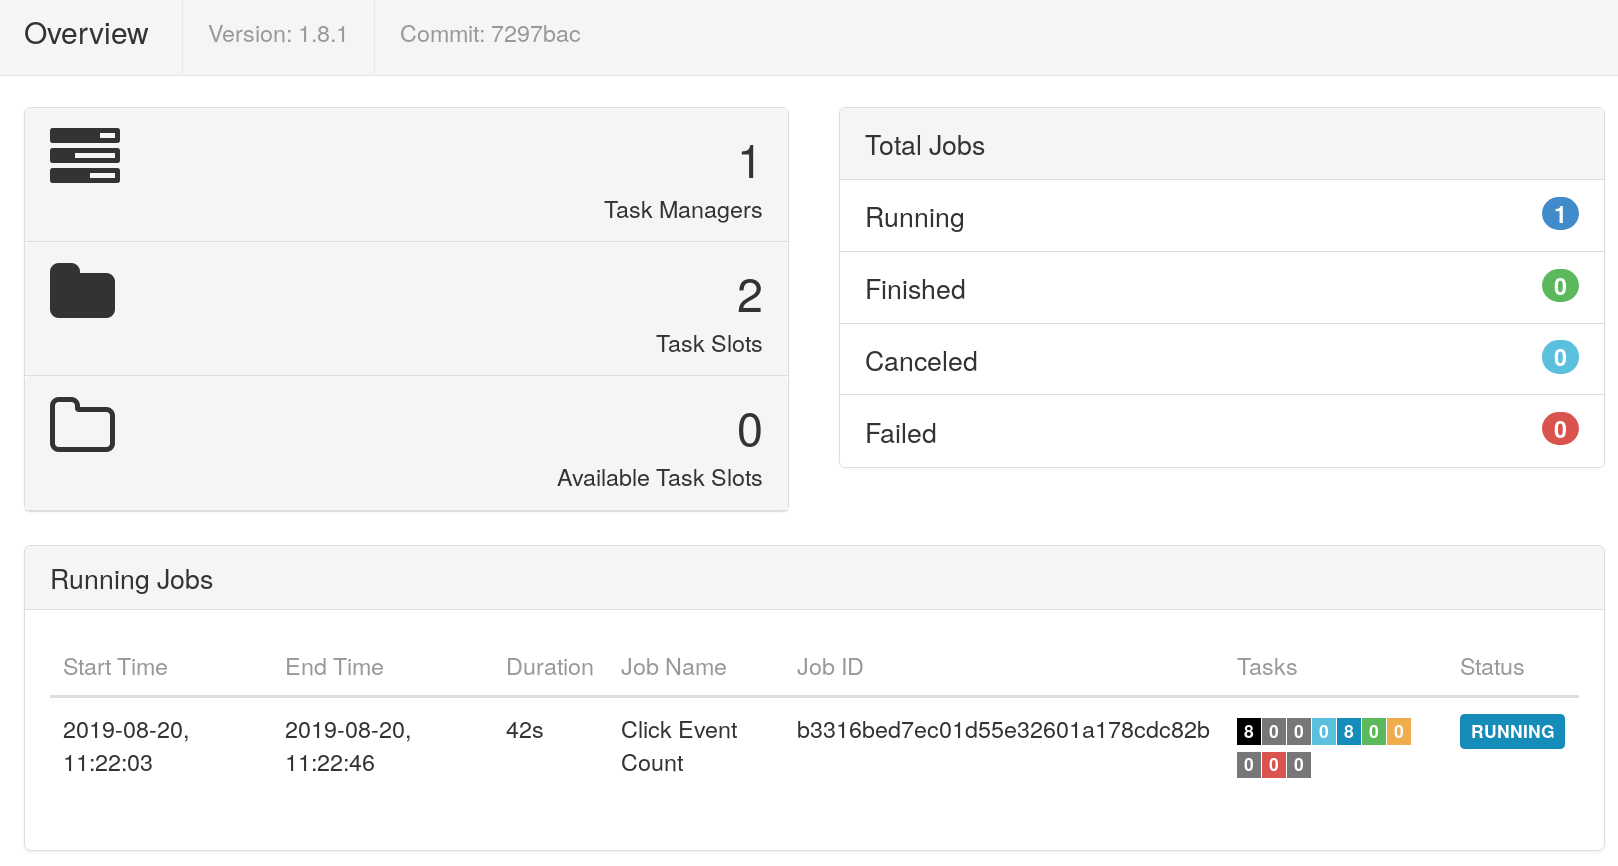 Overview Version: 1.8.1 Commit: 7297bac
1
Task Managers
2
Task Slots
0
Available Task Slots
Total Jobs
Running 1
Finished 0
Canceled 0
Failed 0
Running Jobs
Start Time End Time Duration Job Name Job ID Tasks Status
2019-08-20, 2019-08-20, 42s Click Event b3316bed7ec01d55e32601a178cdc82b 8 0 0 0 8 0 0 RUNNING
11:22:03 11:22:46 Count 0 0 0